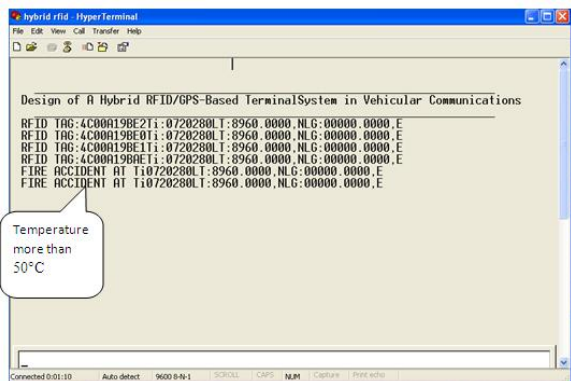 hybrid rfid - HyperTerminal
File Edit View Call Transfer Help
Design of A Hybrid RFID/GPS-Based TerminalSystem in Vehicular Communications
RFID TAG:4C00A19BE2Ti:0720280LT:8960.0000,NLG:00000.0000,E
RFID TAG:4C00A19BE0Ti:0720280LT:8960.0000,NLG:00000.0000,E
RFID TAG:4C00A19BE1Ti:0720280LT:8960.0000,NLG:00000.0000,E
RFID TAG:4C00A19BAETi:0720280LT:8960.0000,NLG:00000.0000,E
FIRE ACCIDENT AT Ti0720280LT:8960.0000,NLG:00000.0000,E
FIRE ACCIDENT AT Ti0720280LT:8960.0000,NLG:00000.0000,E
Temperature
more than
50°C
Connected 0:01:10 Auto detect 9600 8-N-1 SCROLL CAPS NUM Capture Print echo